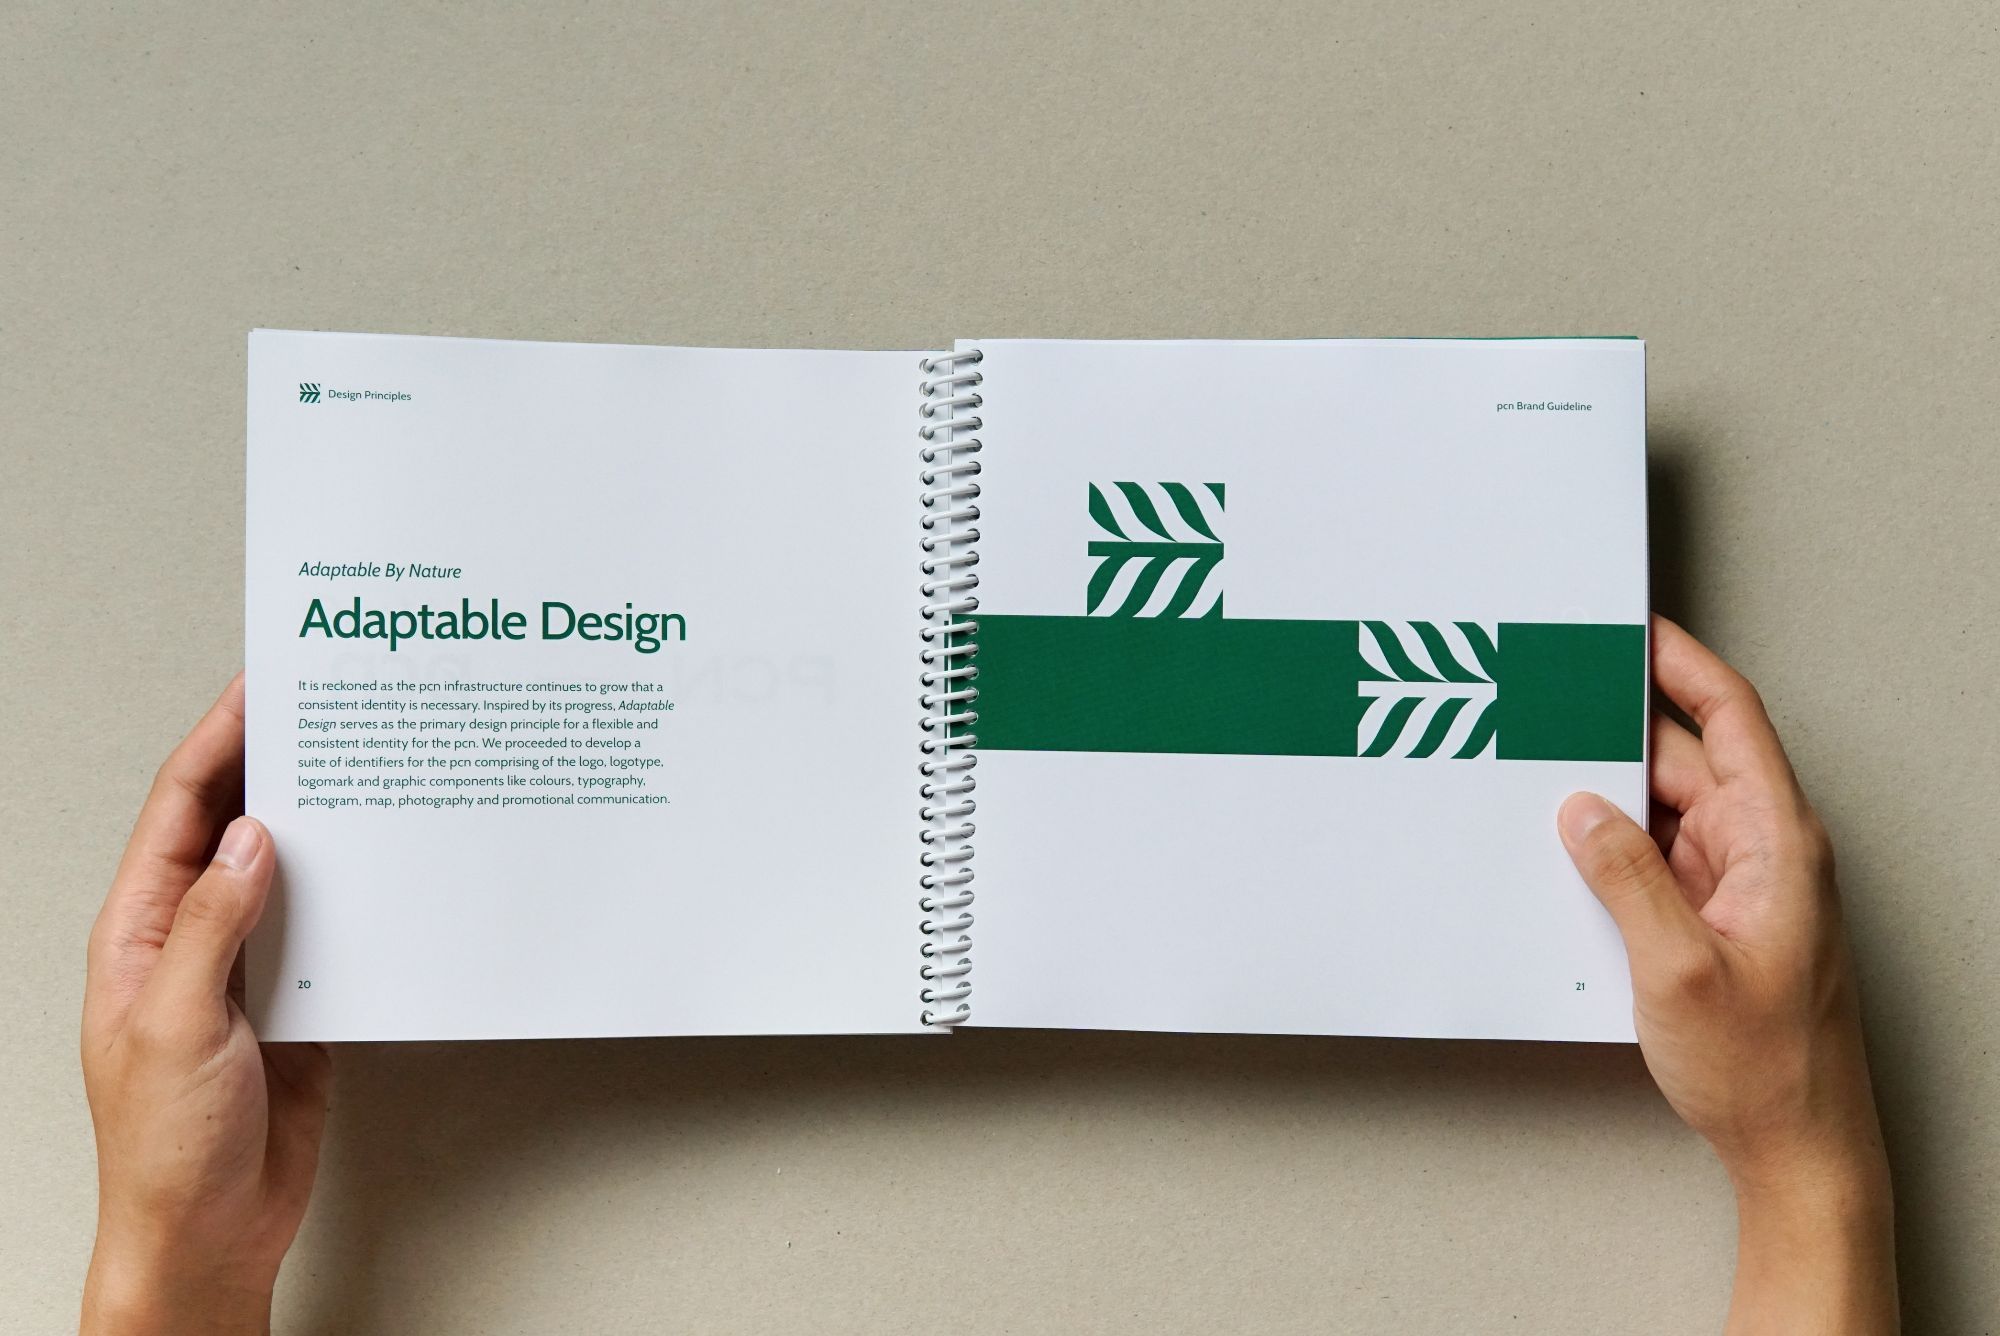 Design Principles
Adaptable By Nature
Adaptable Design
It is reckoned as the pcn infrastructure continues to grow that a
consistent identity is necessary. Inspired by its progress, Adaptable
Design serves as the primary design principle for a flexible and
consistent identity for the pcn. We proceeded to develop a
suite of identifiers for the pcn comprising of the logo, logotype,
logomark and graphic components like colours, typography,
pictogram, map, photography and promotional communication.
20
pcn Brand Guideline
21